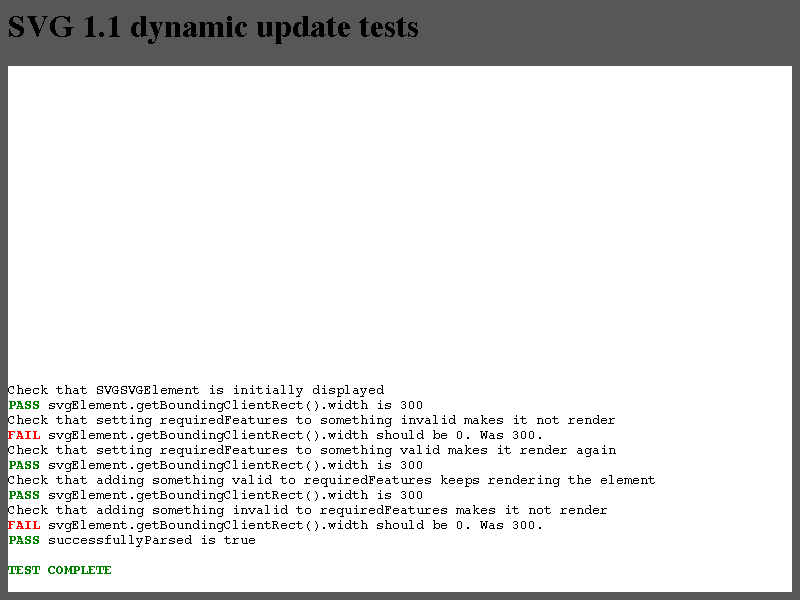 SVG 1.1 dynamic update tests
Check that SVGSVGElement is initially displayed
PASS svgElement.getBoundingClientRect().width is 300
Check that setting requiredFeatures to something invalid makes it not render
FAIL svgElement.getBoundingClientRect().width should be 0. Was 300.
Check that setting requiredFeatures to something valid makes it render again
PASS svgElement.getBoundingClientRect().width is 300
Check that adding something valid to requiredFeatures keeps rendering the element
PASS svgElement.getBoundingClientRect().width is 300
Check that adding something invalid to requiredFeatures makes it not render
FAIL svgElement.getBoundingClientRect().width should be 0. Was 300.
PASS successfullyParsed is true
TEST COMPLETE